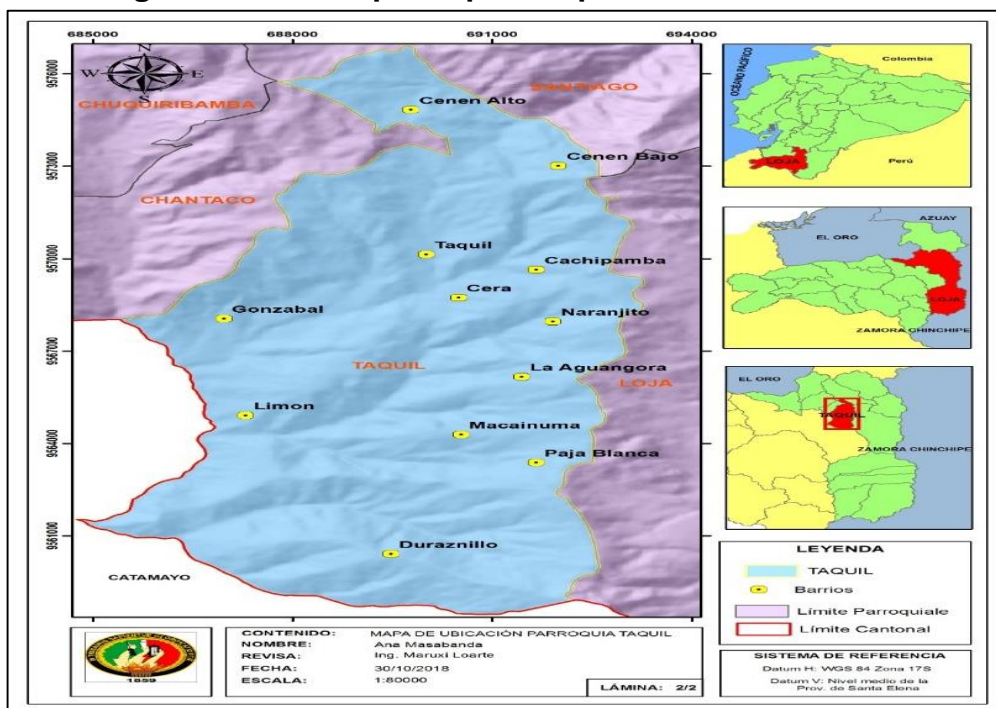 685000 688000 691000 694000
N
W E
S
9576000
9573000
9570000
9567000
9564000
9561000
CHUQUIRIBAMBA
SANTIAGO
Cenen Alto
Cenen Bajo
CHANTACO
Taquil
Cachipamba
Cera
Gonzabal
Naranjito
TAQUIL
La Aguangora
LOJA
Limon
Macainuma
Paja Blanca
Duraznillo
CATAMAYO
OCEANO PACIFICO
Colombia
LOJA
Perú
AZUAY
EL ORO
LOJA
ZAMORA CHINCHIPE
EL ORO
TAQUIL
ZAMORA CHINCHIPE
LEYENDA
TAQUIL
Barrios
Límite Parroquiale
Límite Cantonal
1859
CONTENIDO: MAPA DE UBICACIÓN PARROQUIA TAQUIL
NOMBRE: Ana Masabanda
REVISA: Ing. Maruxi Loarte
FECHA: 30/10/2018
ESCALA: 1:80000
LÁMINA: 2/2
SISTEMA DE REFERENCIA
Datum H: WGS 84 Zona 17S
Datum V: Nivel medio de la
Prov. de Santa Elena